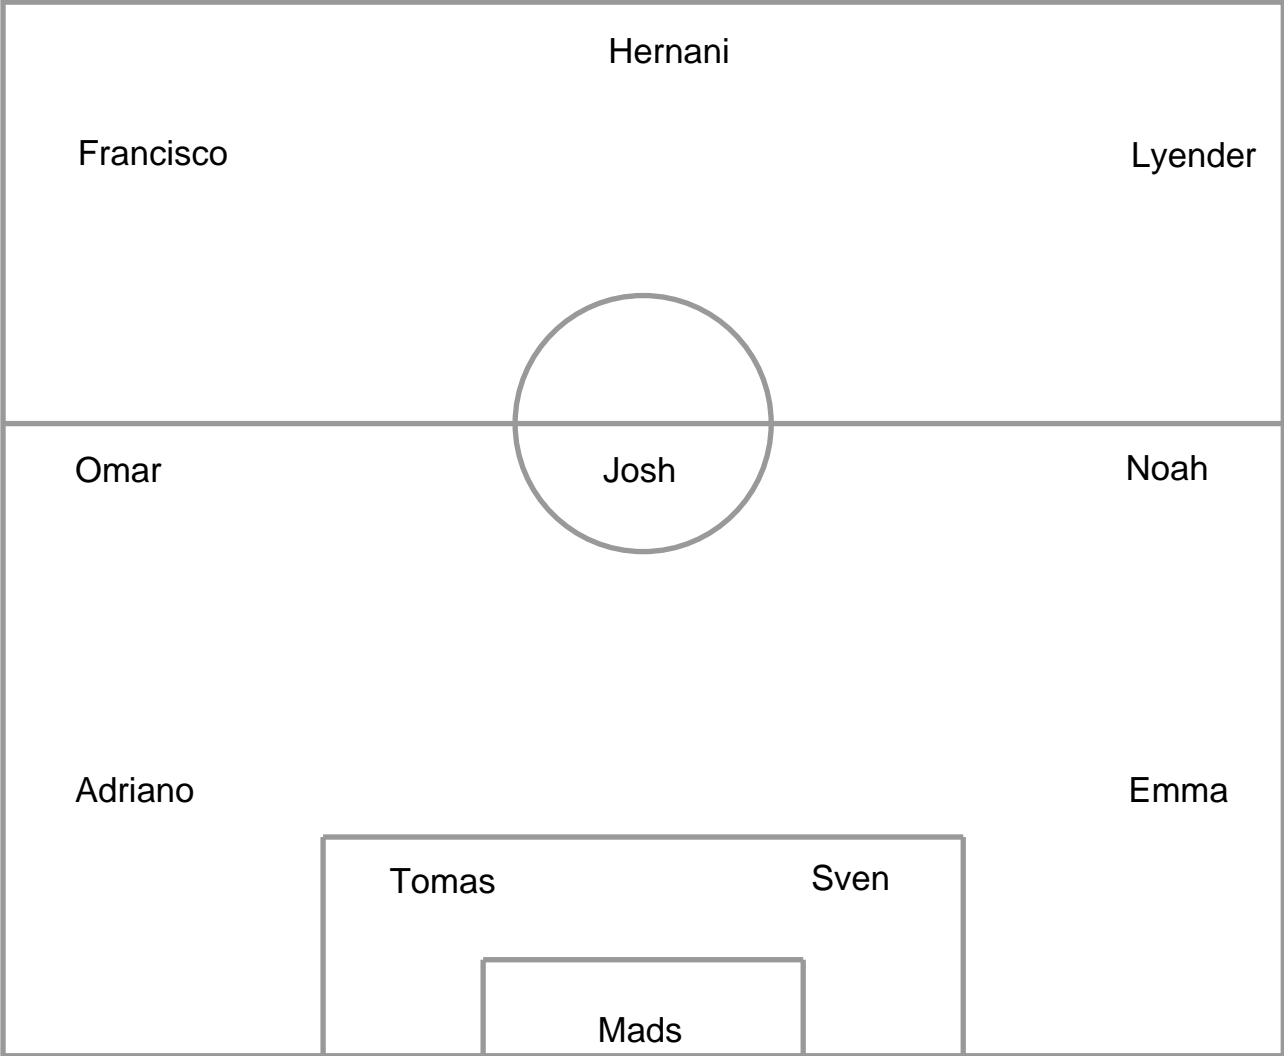 Hernani
Francisco
Lyender
Omar
Josh
Noah
Adriano
Emma
Tomas
Sven
Mads